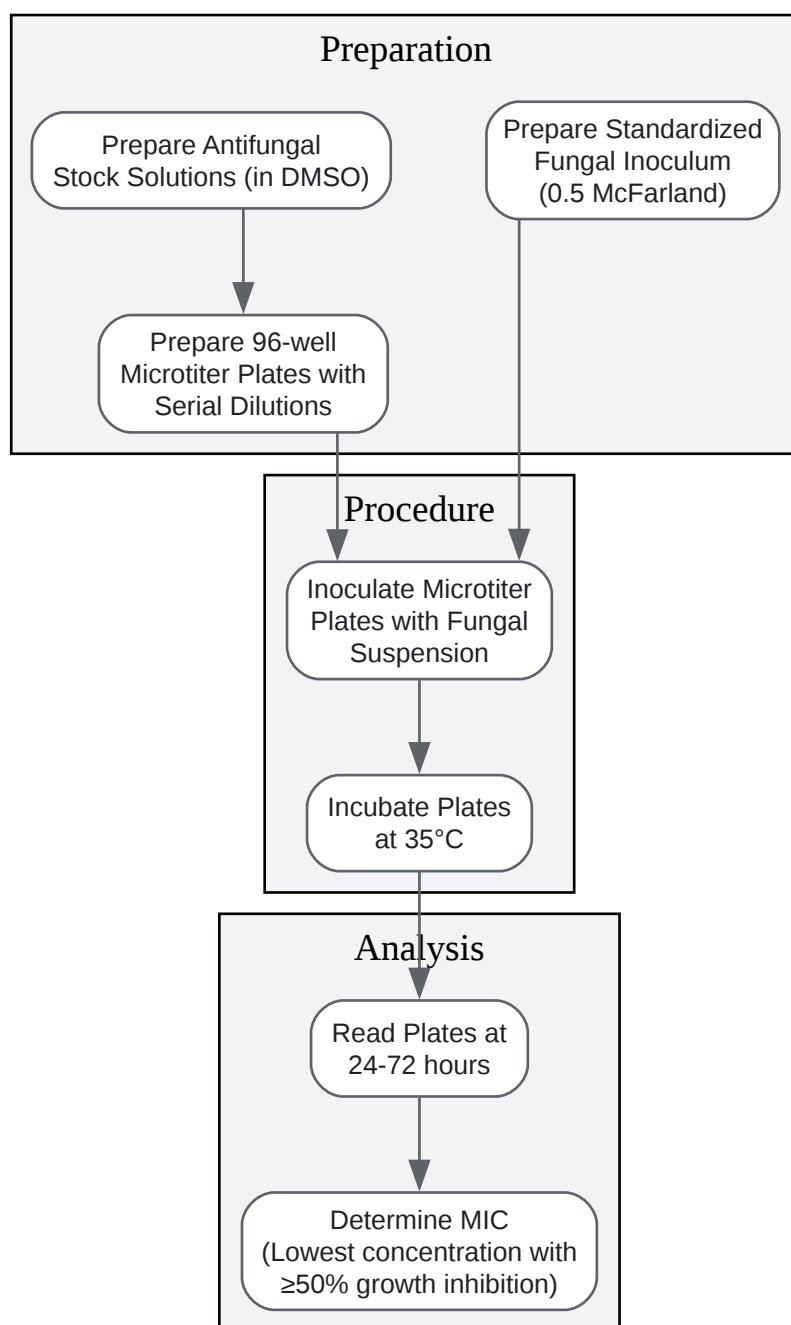 Preparation
Prepare Antifungal
Stock Solutions (in DMSO)
Prepare Standardized
Fungal Inoculum
(0.5 McFarland)
Prepare 96-well
Microtiter Plates with
Serial Dilutions
Procedure
Inoculate Microtiter
Plates with Fungal
Suspension
Incubate Plates
at 35°C
Analysis
Read Plates at
24-72 hours
Determine MIC
(Lowest concentration with
≥50% growth inhibition)